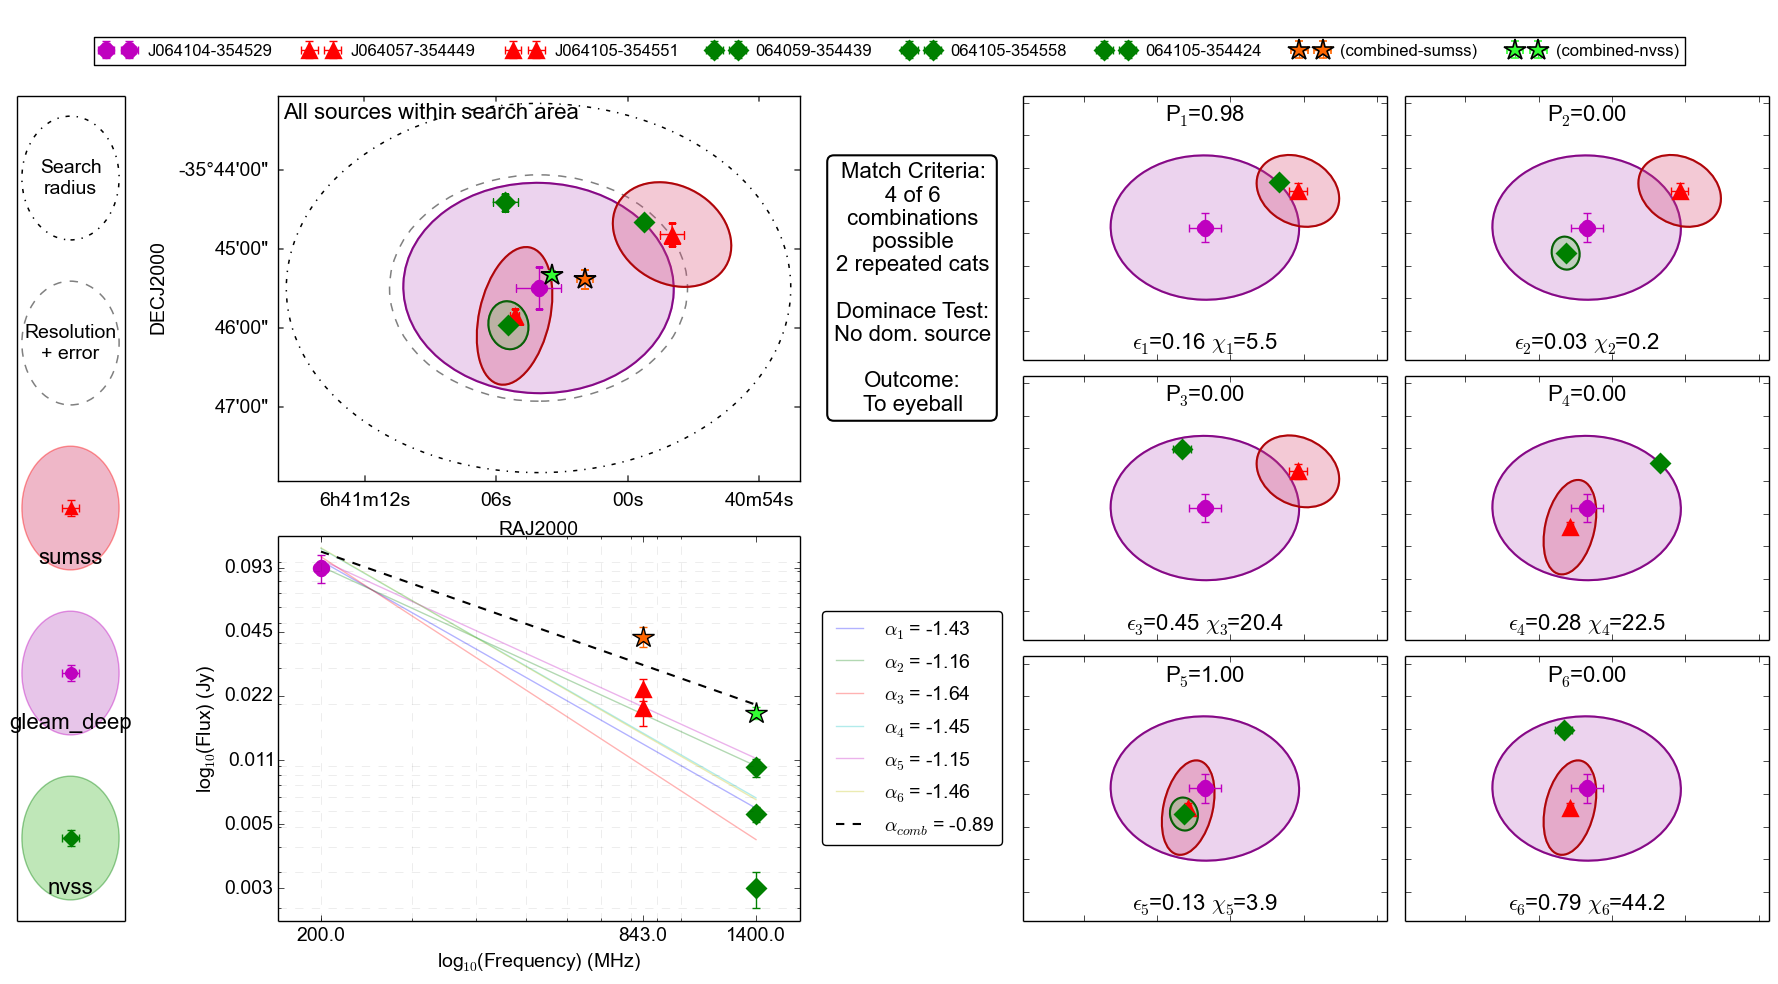 J064104-354529 J064057-354449 J064105-354551 064059-354439 064105-354558 064105-354424 (combined-sumss) (combined-nvss)
Search
radius
Resolution
+ error
sumss
gleam_deep
nvss
All sources within search area
DECJ2000
-35°44'00"
45'00"
46'00"
47'00"
6h41m12s 06s 00s 40m54s
RAJ2000
Match Criteria:
4 of 6
combinations
possible
2 repeated cats
Dominace Test:
No dom. source
Outcome:
To eyeball
log₁₀(Flux) (Jy)
0.093
0.045
0.022
0.011
0.005
0.003
200.0 843.0 1400.0
log₁₀(Frequency) (MHz)
α₁ = -1.43
α₂ = -1.16
α₃ = -1.64
α₄ = -1.45
α₅ = -1.15
α₆ = -1.46
α_comb = -0.89
P₁=0.98
ϵ₁=0.16 χ₁=5.5
P₂=0.00
ϵ₂=0.03 χ₂=0.2
P₃=0.00
ϵ₃=0.45 χ₃=20.4
P₄=0.00
ϵ₄=0.28 χ₄=22.5
P₅=1.00
ϵ₅=0.13 χ₅=3.9
P₆=0.00
ϵ₆=0.79 χ₆=44.2